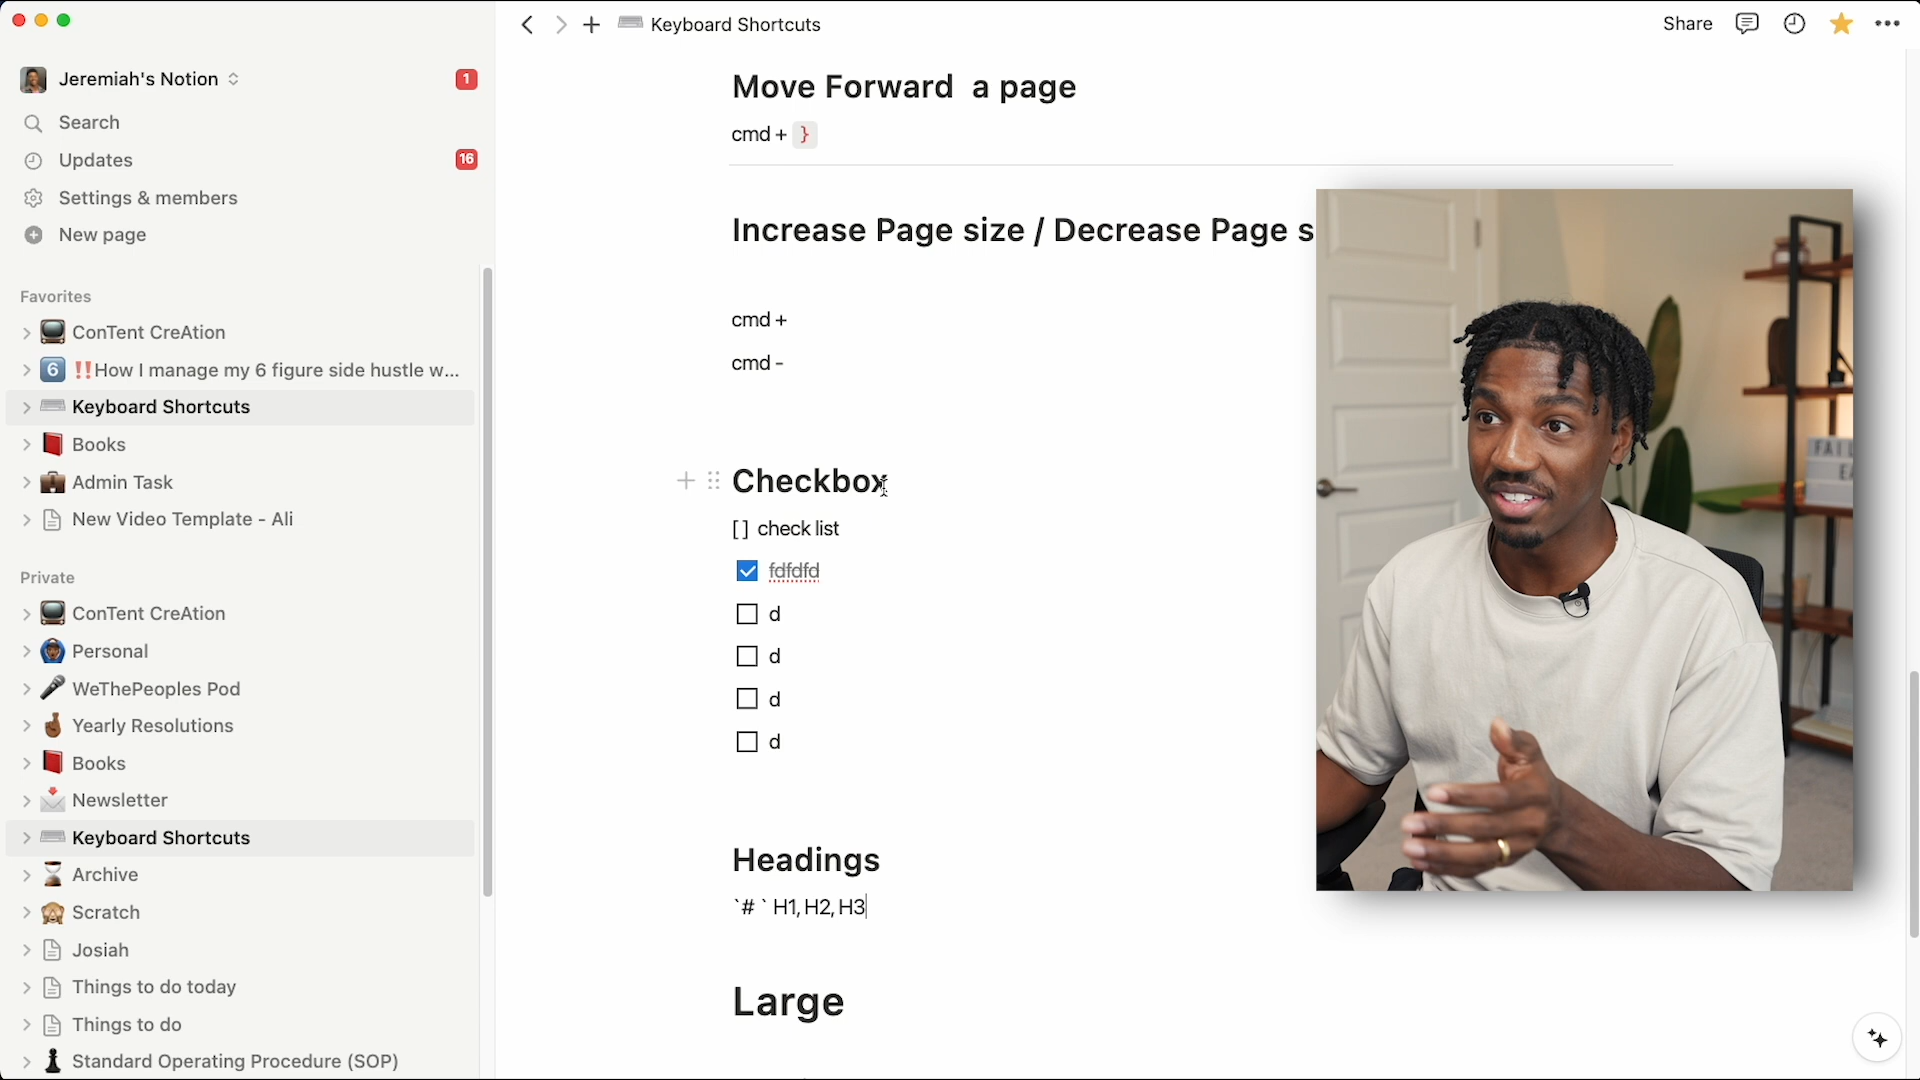 Keyboard Shortcuts
Share
Jeremiah's Notion
1
Search
Updates
16
Settings & members
New page
Favorites
ConTent CreAtion
6 ‼️How I manage my 6 figure side hustle w...
Keyboard Shortcuts
Books
Admin Task
New Video Template - Ali
Private
ConTent CreAtion
Personal
WeThePeoples Pod
Yearly Resolutions
Books
Newsletter
Keyboard Shortcuts
Archive
Scratch
Josiah
Things to do today
Things to do
Standard Operating Procedure (SOP)
Move Forward  a page
cmd + }
Increase Page size / Decrease Page s
cmd +
cmd -
Checkbox
[ ]  check list
fdfdfd
d
d
d
d
Headings
`# ` H1, H2, H3
Large
FAIL